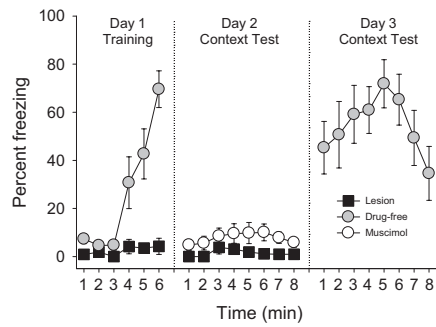 Day 1 Day 2 Day 3
Training Context Test Context Test
100
80
60
40
20
0
Percent freezing
Lesion
Drug-free
Muscimol
1 2 3 4 5 6 1 2 3 4 5 6 7 8 1 2 3 4 5 6 7 8
Time (min)